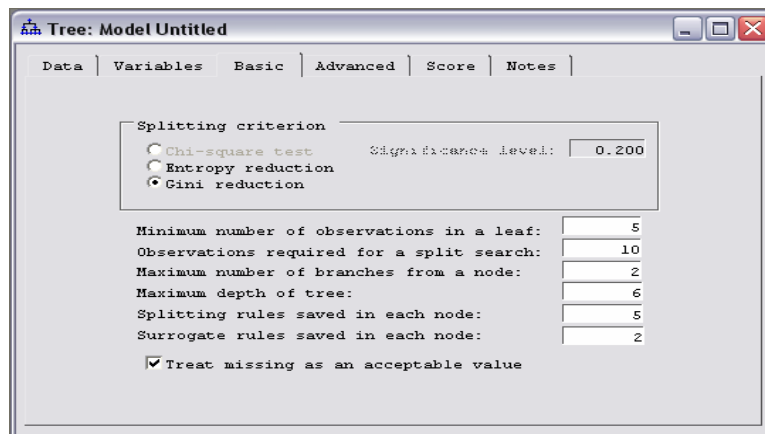 Tree: Model Untitled
Data Variables Basic Advanced Score Notes
Splitting criterion
Chi-square test Significance level: 0.200
Entropy reduction
Gini reduction
Minimum number of observations in a leaf: 5
Observations required for a split search: 10
Maximum number of branches from a node: 2
Maximum depth of tree: 6
Splitting rules saved in each node: 5
Surrogate rules saved in each node: 2
Treat missing as an acceptable value